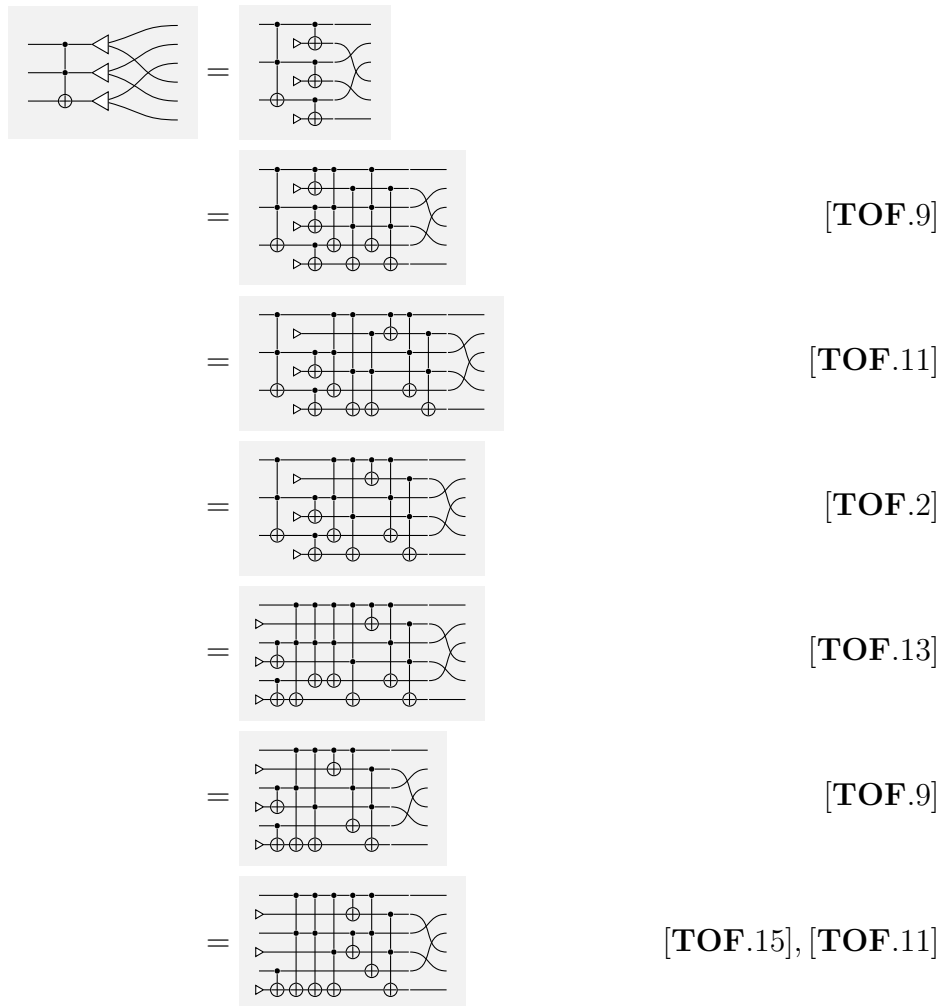 =
= [TOF.9]
= [TOF.11]
= [TOF.2]
= [TOF.13]
= [TOF.9]
= [TOF.15], [TOF.11]